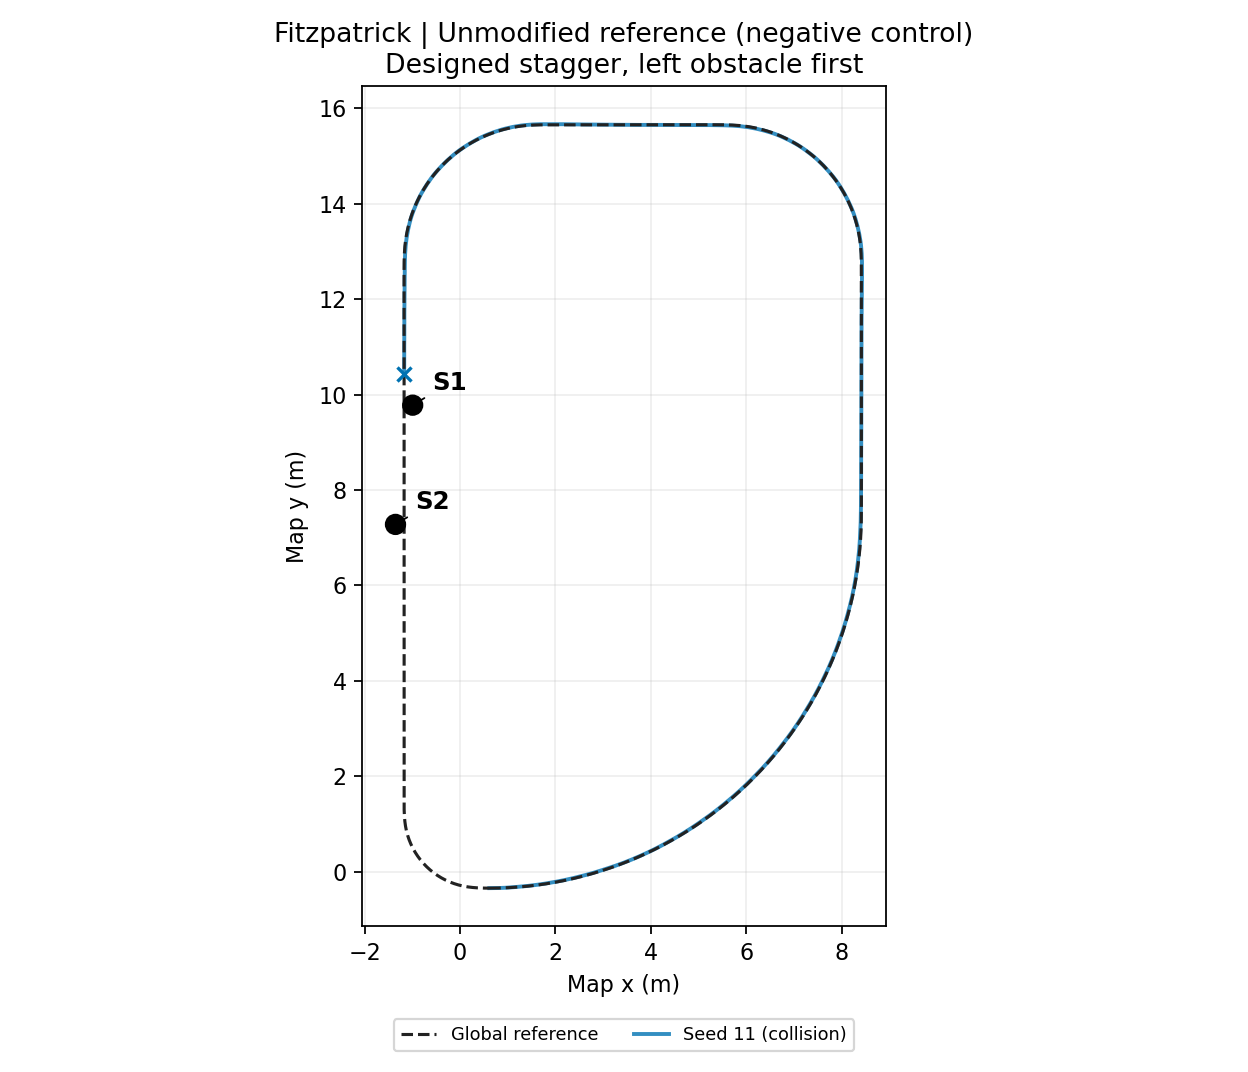 Fitzpatrick | Unmodified reference (negative control)
Designed stagger, left obstacle first
16
14
12
10
8
6
4
2
0
Map y (m)
S1
S2
−2
0
2
4
6
8
Map x (m)
Global reference
Seed 11 (collision)